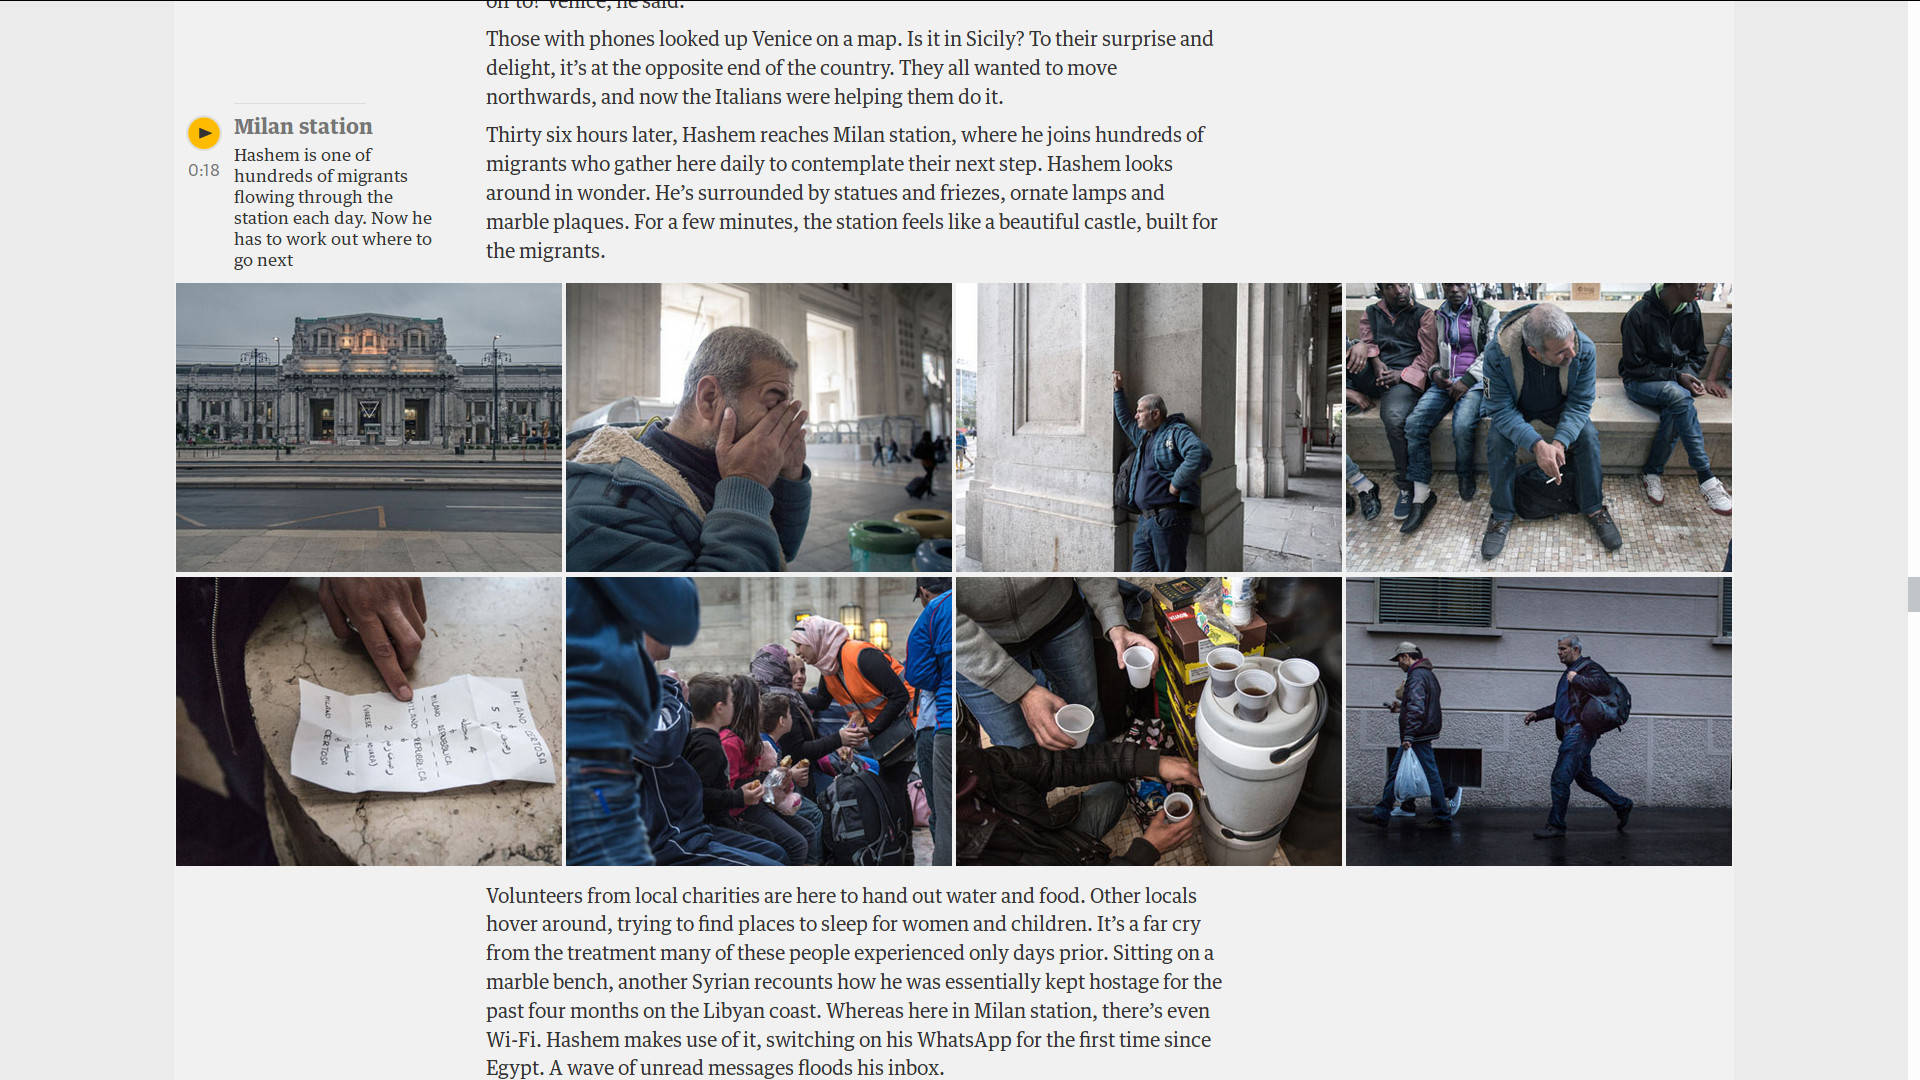 on to? Venice, he said.
Those with phones looked up Venice on a map. Is it in Sicily? To their surprise and
delight, it’s at the opposite end of the country. They all wanted to move
northwards, and now the Italians were helping them do it.
Milan station
0:18
Hashem is one of
hundreds of migrants
flowing through the
station each day. Now he
has to work out where to
go next
Thirty six hours later, Hashem reaches Milan station, where he joins hundreds of
migrants who gather here daily to contemplate their next step. Hashem looks
around in wonder. He’s surrounded by statues and friezes, ornate lamps and
marble plaques. For a few minutes, the station feels like a beautiful castle, built for
the migrants.
MILANO CERTOSA
5
4
MILANO REPUBBLICA
MILANO REPUBBLICA
2
4
MILANO CERTOSA
Volunteers from local charities are here to hand out water and food. Other locals
hover around, trying to find places to sleep for women and children. It’s a far cry
from the treatment many of these people experienced only days prior. Sitting on a
marble bench, another Syrian recounts how he was essentially kept hostage for the
past four months on the Libyan coast. Whereas here in Milan station, there’s even
Wi-Fi. Hashem makes use of it, switching on his WhatsApp for the first time since
Egypt. A wave of unread messages floods his inbox.